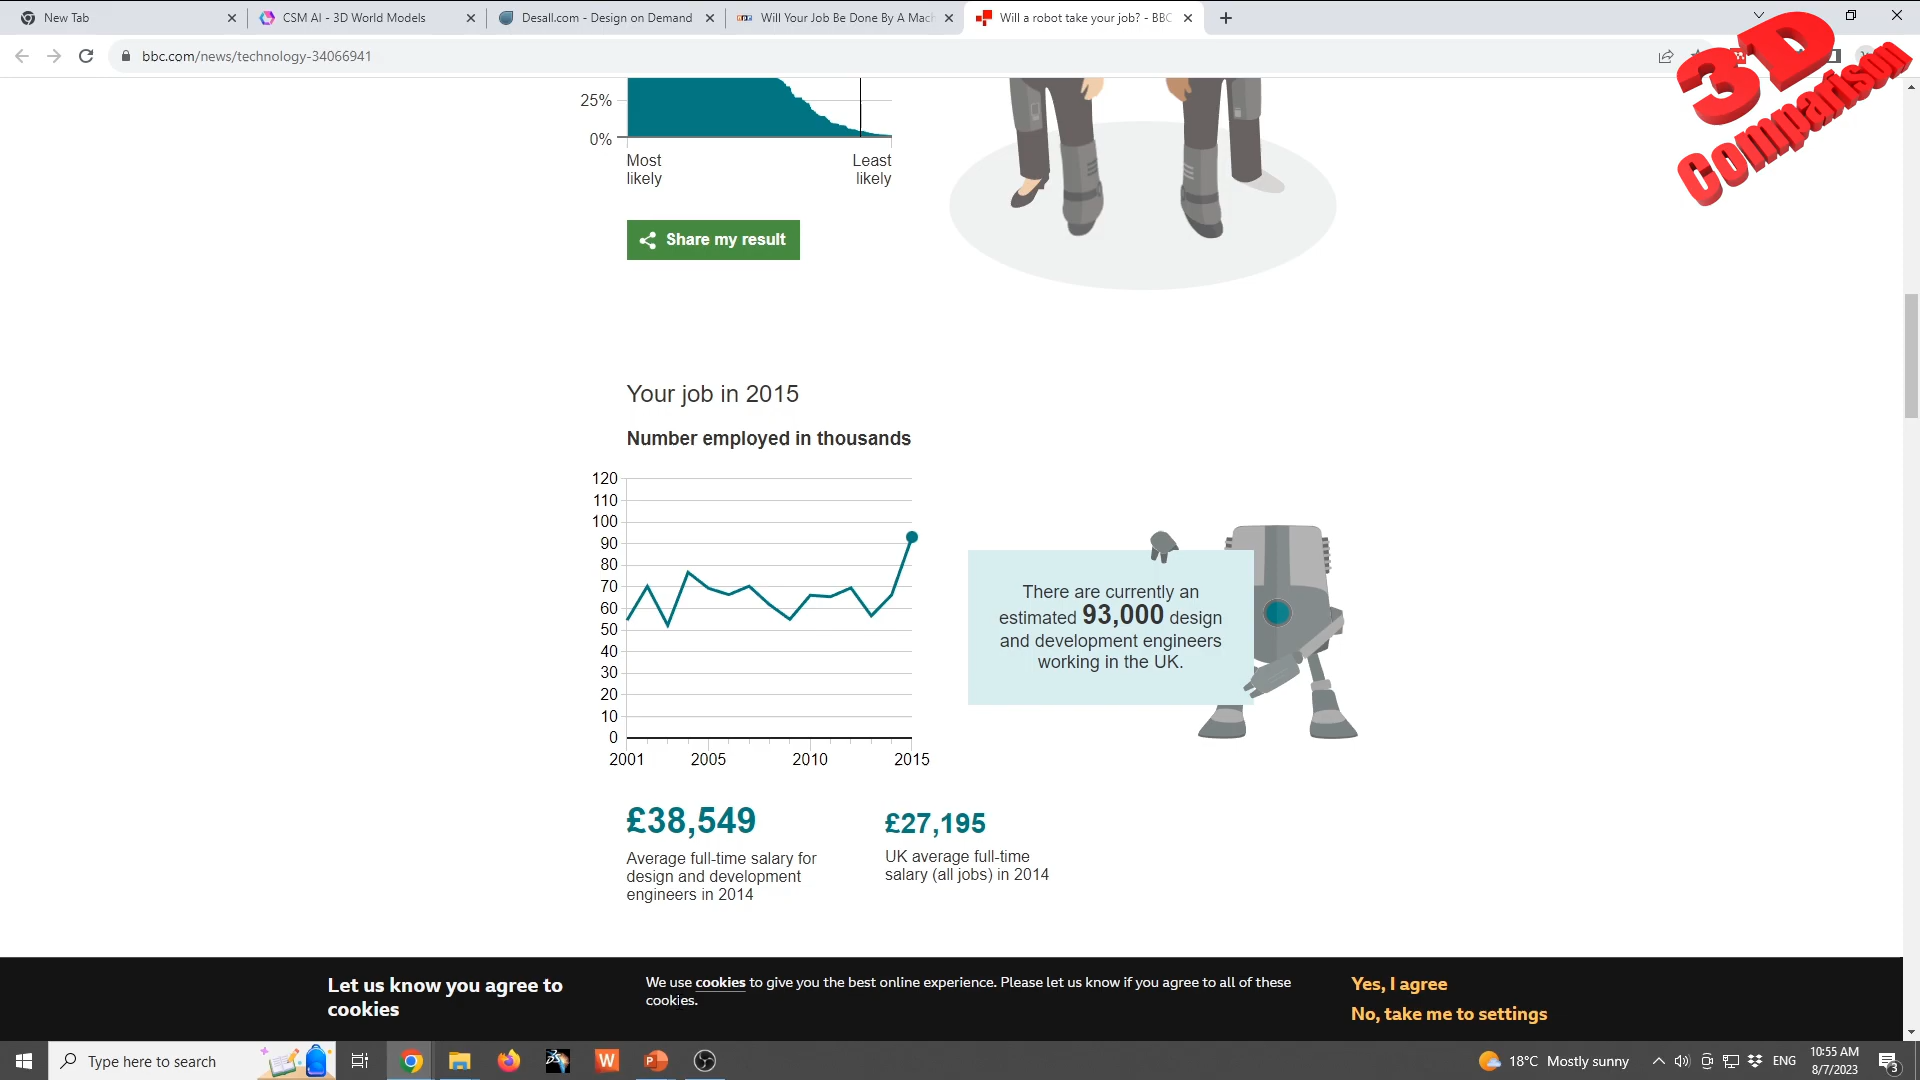 New Tab
CSM AI - 3D World Models
Desall.com - Design on Demand
Will Your Job Be Done By A Mach
Will a robot take your job? - BBC
bbc.com/news/technology-34066941
3D
Comparison
25%
0%
Most
likely
Least
likely
Share my result
Your job in 2015
Number employed in thousands
120
110
100
90
80
70
60
50
40
30
20
10
0
2001
2005
2010
2015
There are currently an
estimated 93,000 design
and development engineers
working in the UK.
£38,549
Average full-time salary for
design and development
engineers in 2014
£27,195
UK average full-time
salary (all jobs) in 2014
Let us know you agree to
cookies
We use cookies to give you the best online experience. Please let us know if you agree to all of these
cookies.
Yes, I agree
No, take me to settings
Type here to search
W
P
18°C Mostly sunny
ENG
10:55 AM
8/7/2023
3